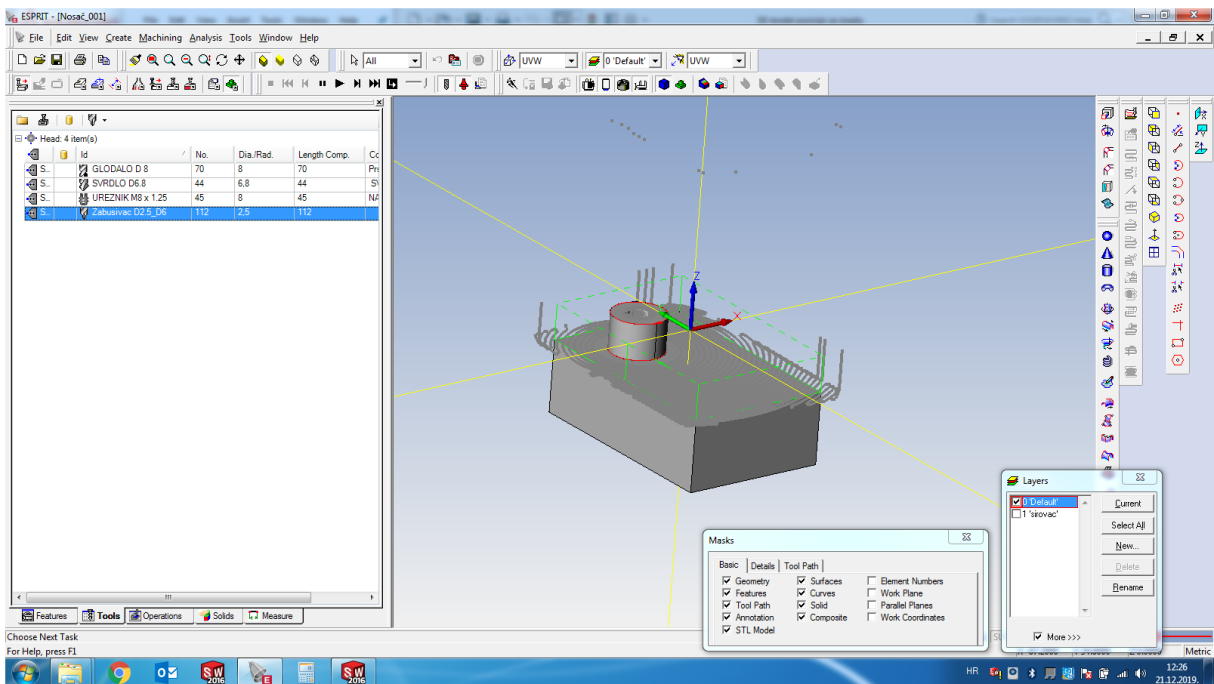 ESPRIT - [Nosač_001]
File Edit View Create Machining Analysis Tools Window Help
All UVW 0 'Default' UVW
Head: 4 item(s)
Id No. Dia./Rad. Length Comp. Cc
S.. GLODALO D 8 70 8 70
S.. SVRDLO D6.8 44 6,8 44
S.. UREZNIK M8 x 1.25 45 8 45 NA
S.. Zabusivac D2.5_D6 112 2,5 112
Z
X
Layers
0 'Default'
1 'sirovac'
Current
Select All
New...
Delete
Rename
More >>>
Masks
Basic Details Tool Path
Geometry Surfaces Element Numbers
Features Curves Work Plane
Tool Path Solid Parallel Planes
Annotation Composite Work Coordinates
STL Model
Features Tools Operations Solids Measure
Choose Next Task
For Help, press F1
Metric
HR
12:26
21.12.2019.